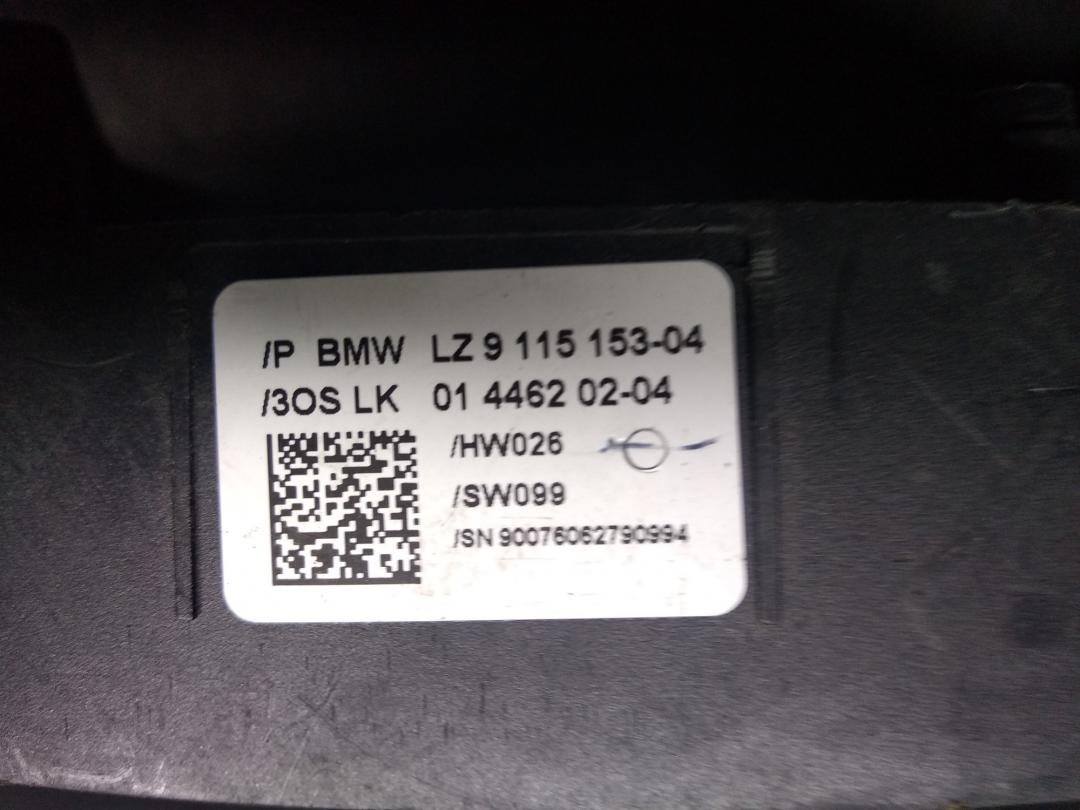 /P BMW LZ 9 115 153-04
/3OS LK 01 4462 02-04
/HW026
/SW099
/SN 90076062790994